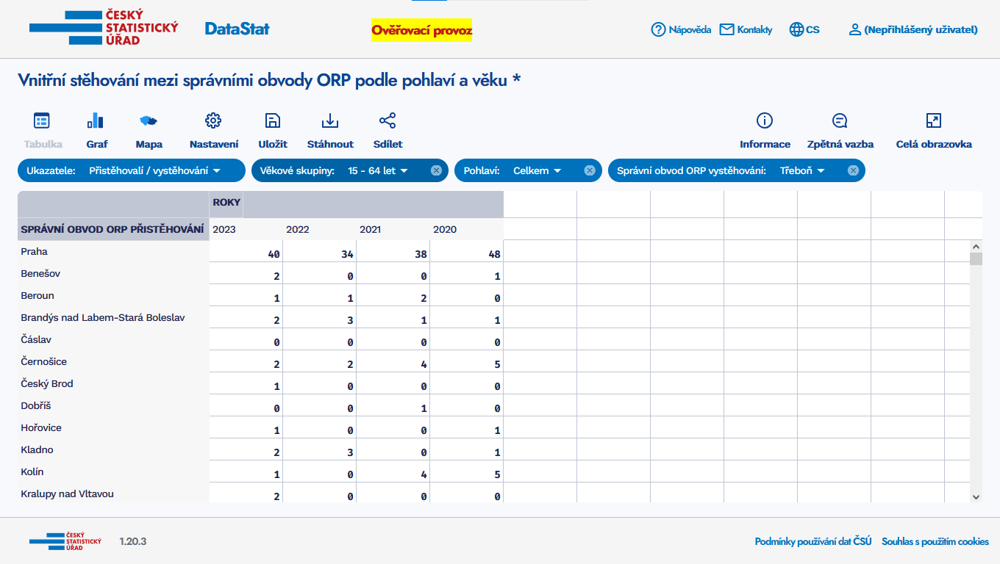 ČESKÝ
STATISTICKÝ
ÚŘAD
DataStat
Ověřovací provoz
Nápověda Kontakty CS (Nepřihlášený uživatel)
Vnitřní stěhování mezi správními obvody ORP podle pohlaví a věku *
Tabulka Graf Mapa Nastavení Uložit Stáhnout Sdílet Informace Zpětná vazba Celá obrazovka
Ukazatele: Přistěhovalí / vystěhování Věkové skupiny: 15 - 64 let Pohlaví: Celkem Správní obvod ORP vystěhování: Třeboň
ROKY
SPRÁVNÍ OBVOD ORP PŘISTĚHOVÁNÍ 2023 2022 2021 2020
Praha 40 34 38 48
Benešov 2 0 0 1
Beroun 1 1 2 0
Brandýs nad Labem-Stará Boleslav 2 3 1 1
Čáslav 0 0 0 0
Černošice 2 2 4 5
Český Brod 1 0 0 0
Dobříš 0 0 1 0
Hořovice 1 0 0 1
Kladno 2 3 0 1
Kolín 1 0 4 5
Kralupy nad Vltavou 2 0 0 0
ČESKÝ
STATISTICKÝ
ÚŘAD
1.20.3
Podmínky používání dat ČSÚ Souhlas s použitím cookies